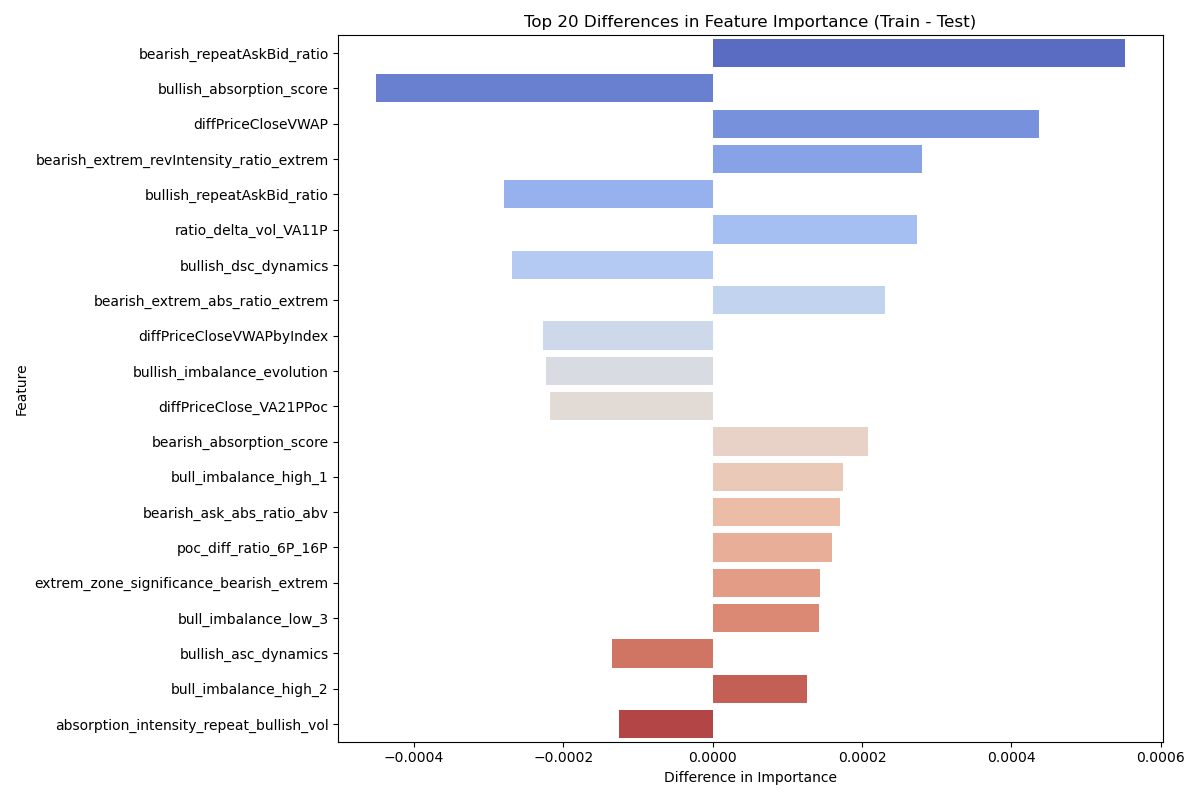 Top 20 Differences in Feature Importance (Train - Test)
bearish_repeatAskBid_ratio
bullish_absorption_score
diffPriceCloseVWAP
bearish_extrem_revIntensity_ratio_extrem
bullish_repeatAskBid_ratio
ratio_delta_vol_VA11P
bullish_dsc_dynamics
bearish_extrem_abs_ratio_extrem
diffPriceCloseVWAPbyIndex
bullish_imbalance_evolution
diffPriceClose_VA21PPoc
bearish_absorption_score
bull_imbalance_high_1
bearish_ask_abs_ratio_abv
poc_diff_ratio_6P_16P
extrem_zone_significance_bearish_extrem
bull_imbalance_low_3
bullish_asc_dynamics
bull_imbalance_high_2
absorption_intensity_repeat_bullish_vol
Feature
−0.0004 −0.0002 0.0000 0.0002 0.0004 0.0006
Difference in Importance